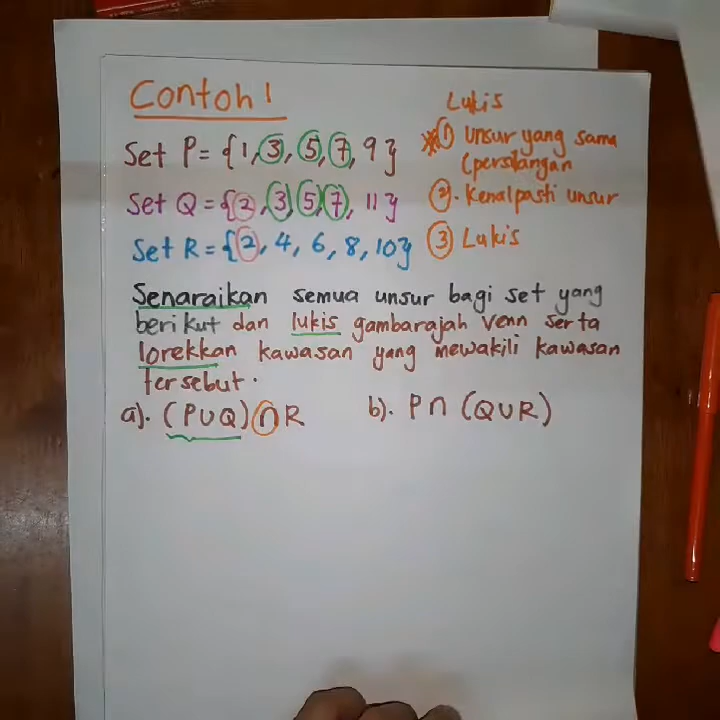 Contoh 1
Set P = {1, 3, 5, 7, 9}
Set Q = {2, 3, 5, 7, 11}
Set R = {2, 4, 6, 8, 10}
Lukis
① Unsur yang sama
(persilangan
②. Kenalpasti unsur
③ Lukis
Senaraikan semua unsur bagi set yang
berikut dan lukis gambarajah Venn serta
lorekkan kawasan yang mewakili kawasan
tersebut.
a). (P∪Q)∩R
b). P∩(Q∪R)